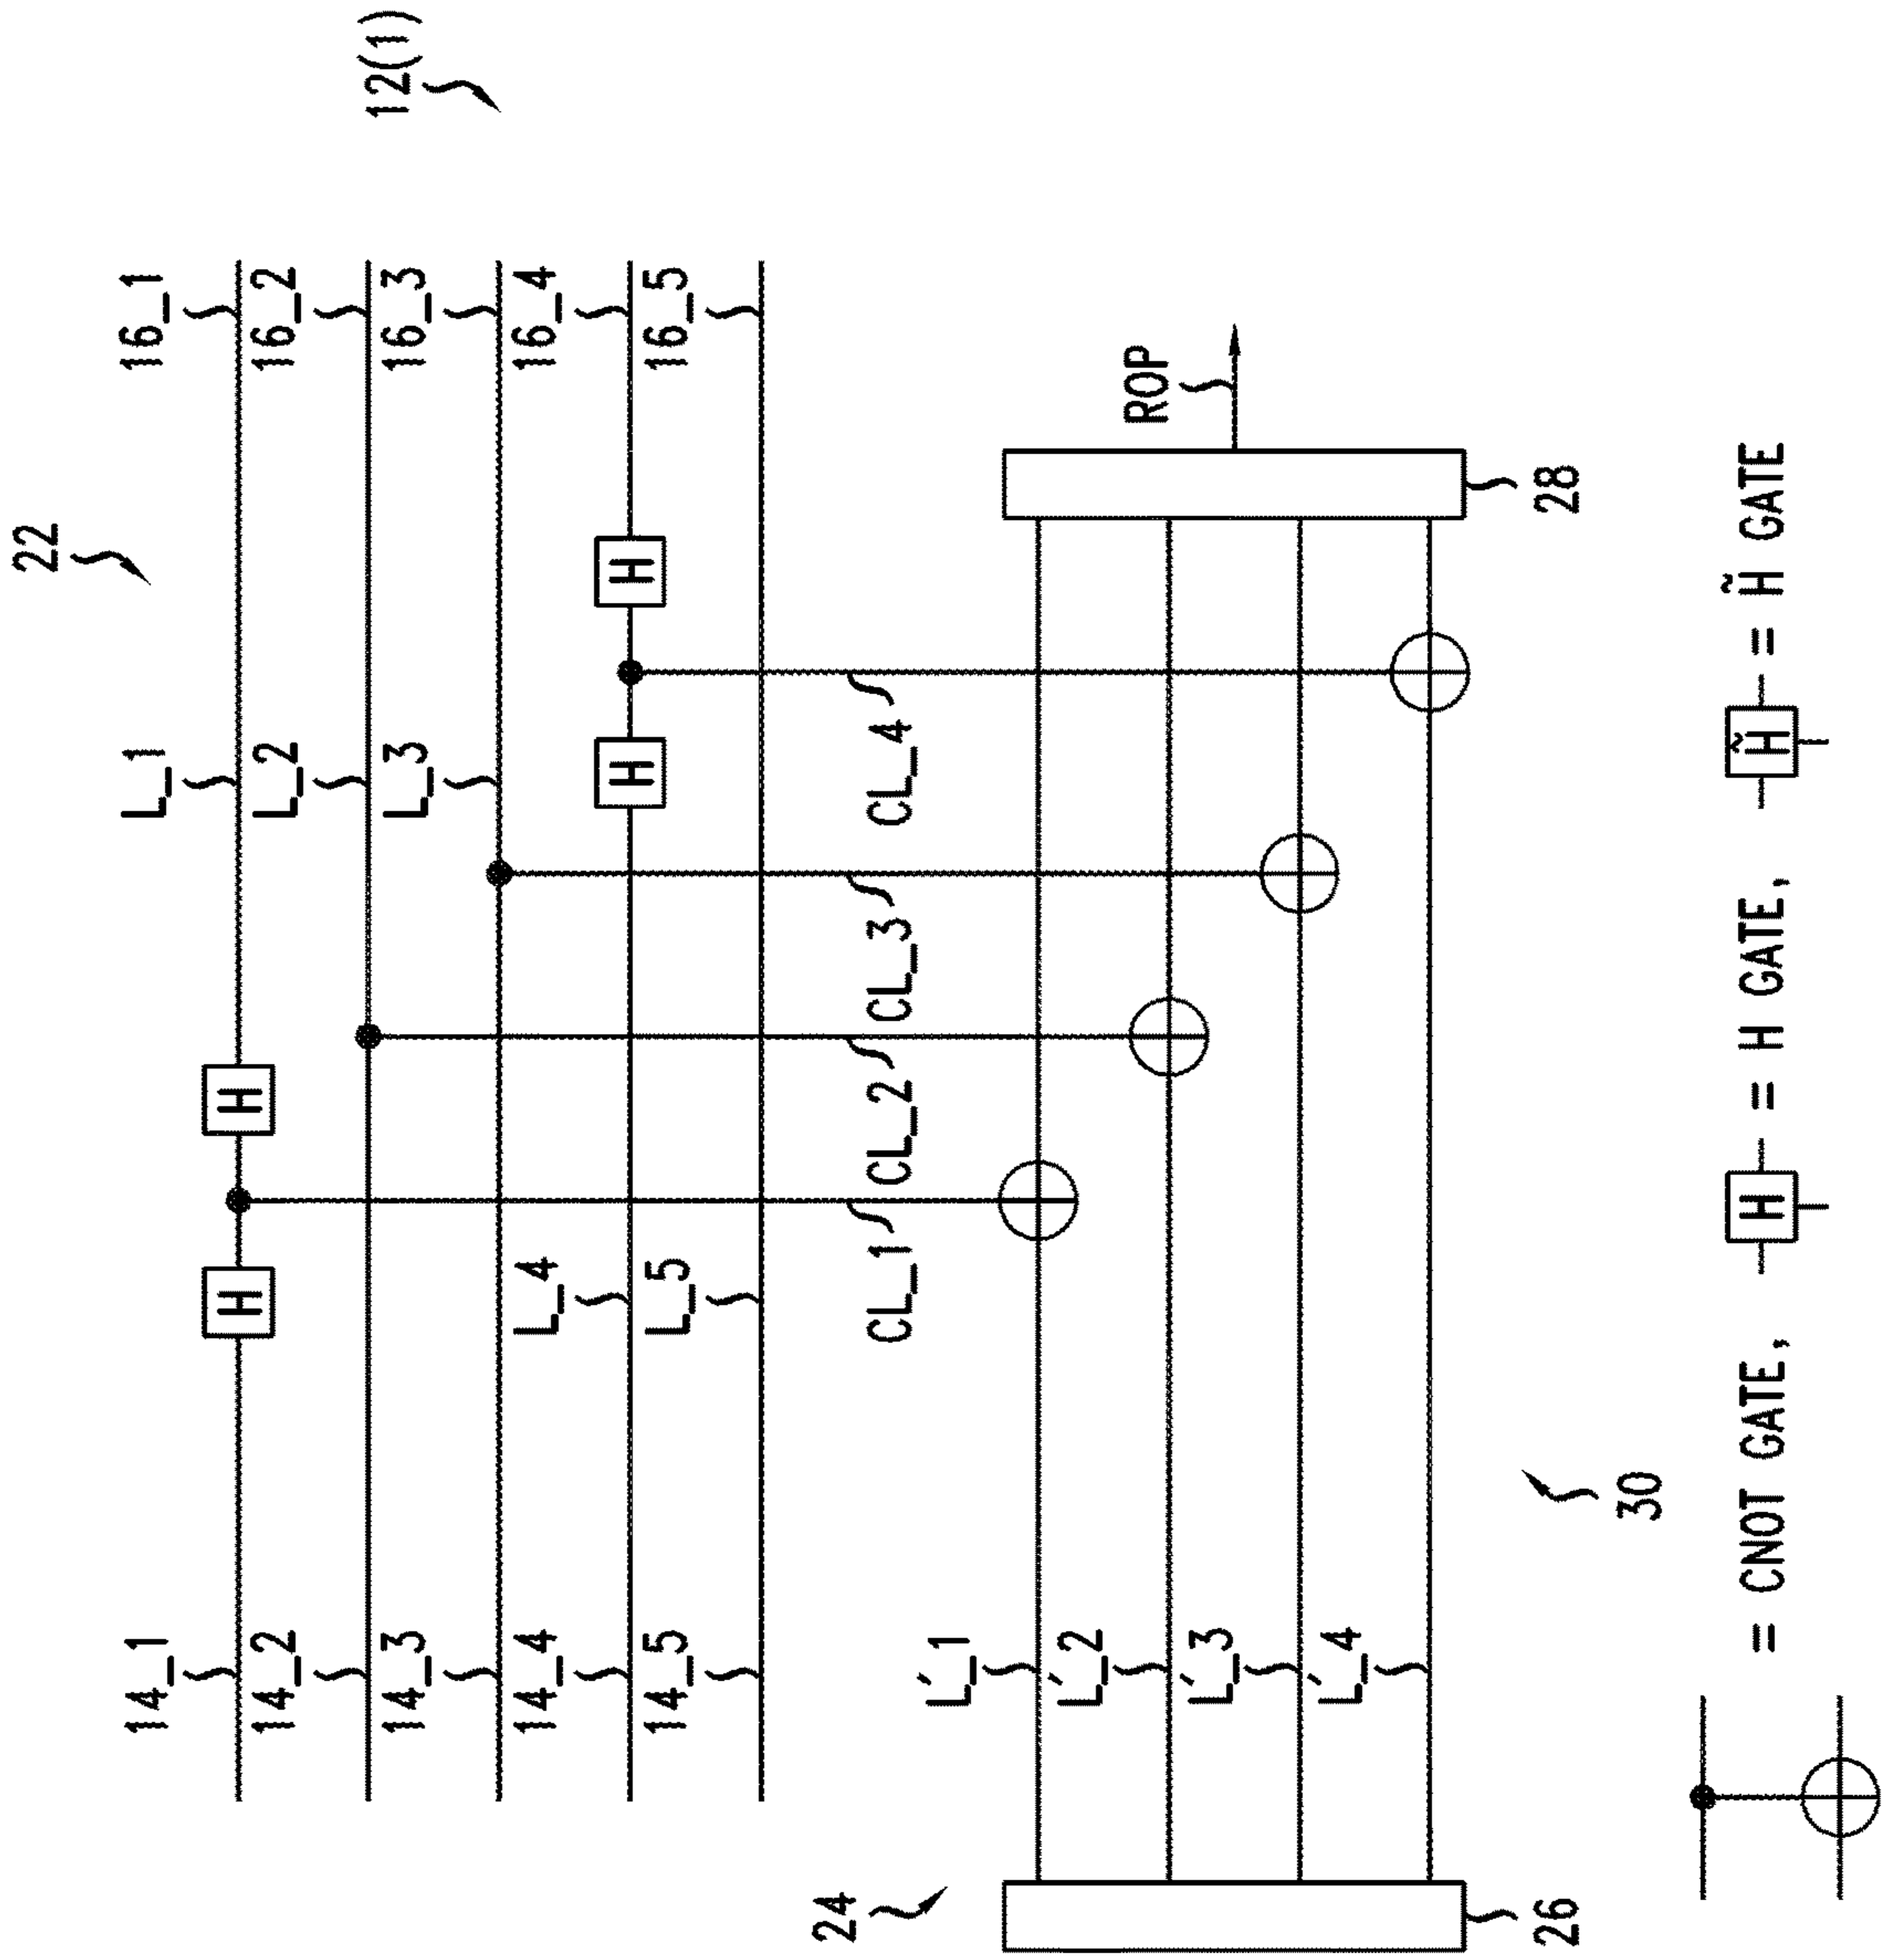 22
12(1)
14_1
L_1
16_1
14_2
L_2
16_2
14_3
L_3
16_3
14_4
L_4
16_4
14_5
L_5
16_5
H
H
H
H
CL_1
CL_2
CL_3
CL_4
24
L'_1
L'_2
L'_3
L'_4
ROP
26
28
30
= CNOT GATE, H = H GATE, H̃ = H̃ GATE